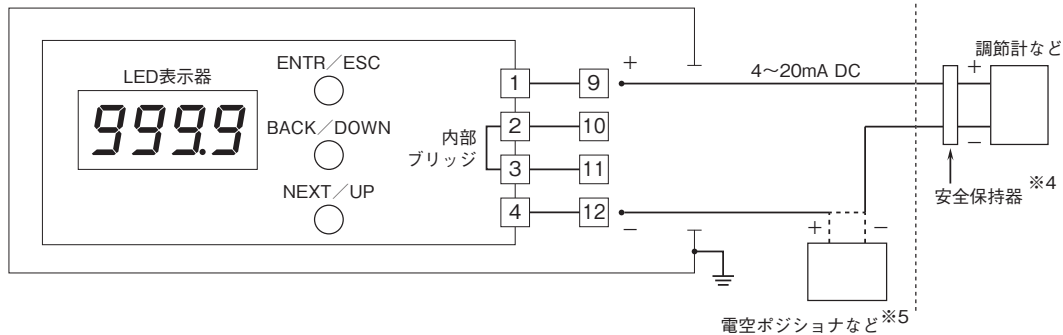 LED表示器
999.9
ENTR/ESC
BACK/DOWN
NEXT/UP
内部
ブリッジ
1
2
3
4
9
10
11
12
+
−
4〜20mA DC
調節計など
+
−
安全保持器 ※4
+ −
電空ポジショナなど※5